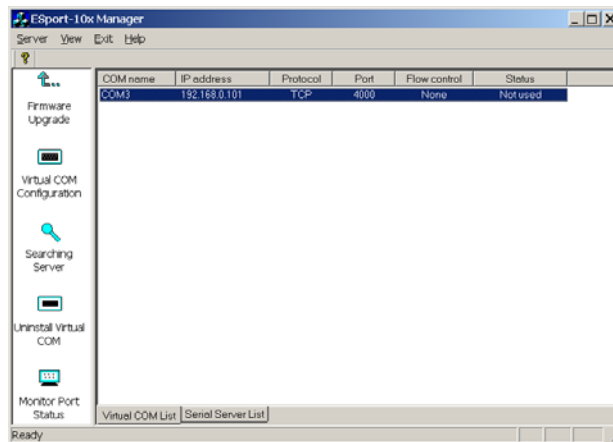 ESport-10x Manager
Server View Exit Help
COM name IP address Protocol Port Flow control Status
COM3 192.168.0.101 TCP 4000 None Not used
Firmware
Upgrade
Virtual COM
Configuration
Searching
Server
Uninstall Virtual
COM
Monitor Port
Status
Virtual COM List Serial Server List
Ready